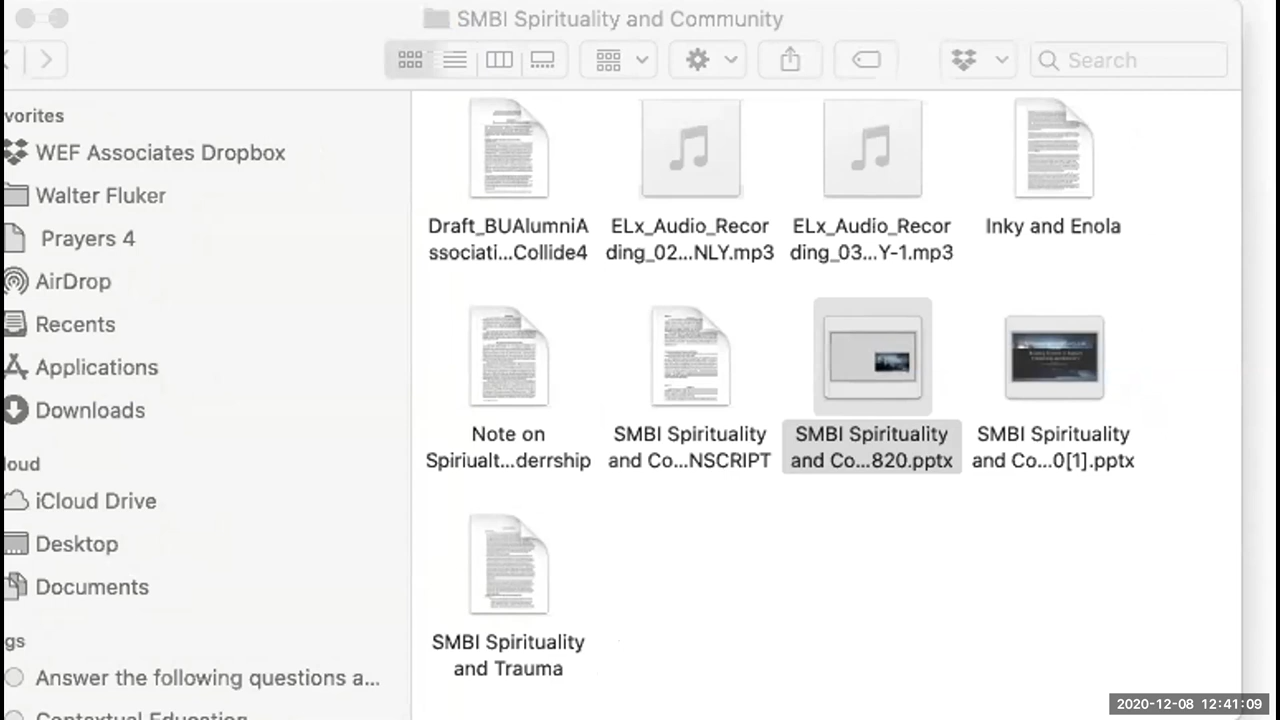 SMBI Spirituality and Community
Search
vorites
WEF Associates Dropbox
Walter Fluker
Prayers 4
AirDrop
Recents
Applications
Downloads
loud
iCloud Drive
Desktop
Documents
gs
Answer the following questions a...
Contextual Education
Draft_BUAlumniA
ssociati...Collide4
ELx_Audio_Recor
ding_02...NLY.mp3
ELx_Audio_Recor
ding_03...Y-1.mp3
Inky and Enola
Note on
Spiriualt...derrship
SMBI Spirituality
and Co...NSCRIPT
SMBI Spirituality
and Co...820.pptx
SMBI Spirituality
and Co...0[1].pptx
SMBI Spirituality
and Trauma
2020-12-08 12:41:09